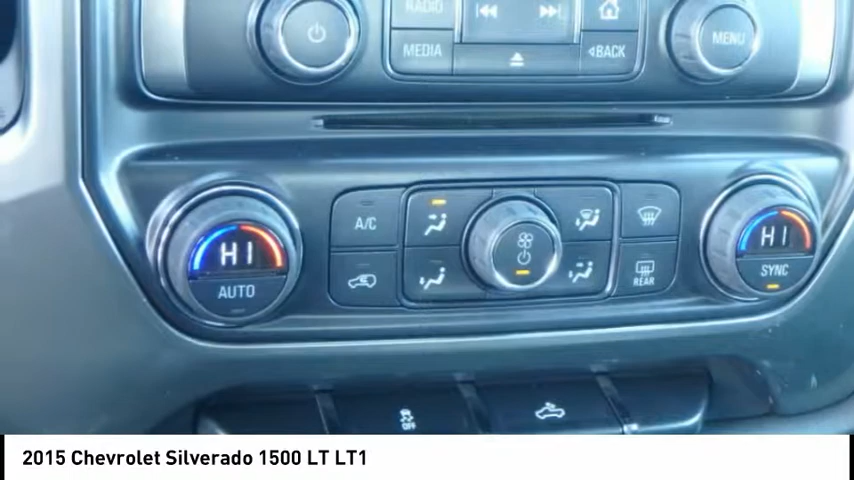 RADIO
MEDIA
BACK
MENU
A/C
HI
AUTO
REAR
HI
SYNC
OFF
2015 Chevrolet Silverado 1500 LT LT1